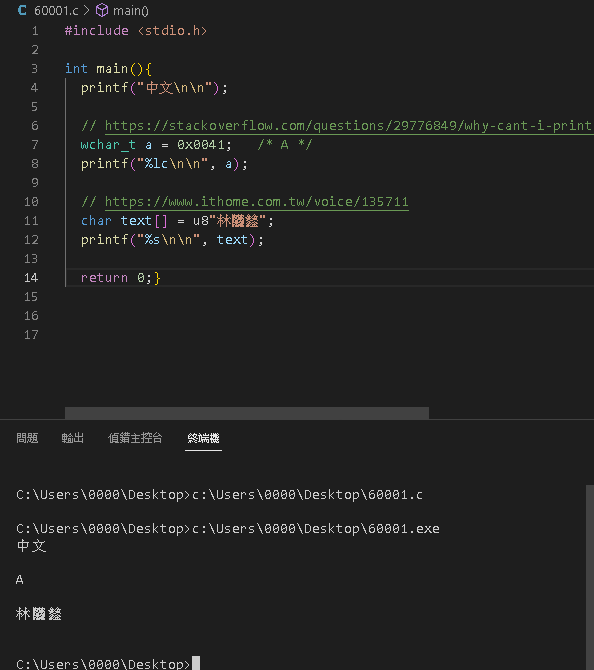 60001.c > main()
1 #include <stdio.h>
2
3 int main(){
4 printf("中文\n\n");
5
6 // https://stackoverflow.com/questions/29776849/why-cant-i-print
7 wchar_t a = 0x0041; /* A */
8 printf("%lc\n\n", a);
9
10 // https://www.ithome.com.tw/voice/135711
11 char text[] = u8"林";
12 printf("%s\n\n", text);
13
14 return 0;}
15
16
17
問題 輸出 偵錯主控台 終端機
C:\Users\0000\Desktop>c:\Users\0000\Desktop\60001.c
C:\Users\0000\Desktop>c:\Users\0000\Desktop\60001.exe
中文
A
林
C:\Users\0000\Desktop>